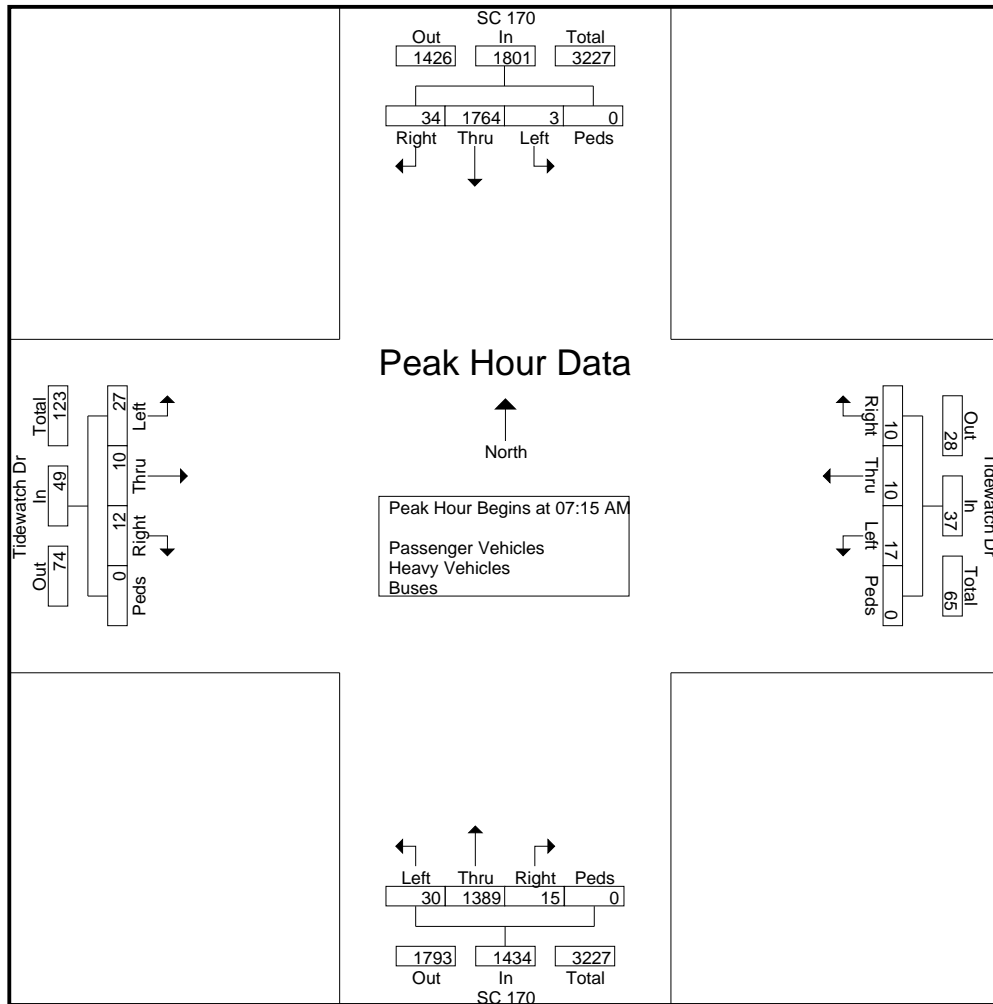 SC 170
Out In Total
1426 1801 3227
34 1764 3 0
Right Thru Left Peds
Peak Hour Data
North
Peak Hour Begins at 07:15 AM
Passenger Vehicles
Heavy Vehicles
Buses
Tidewatch Dr
Out In Total
74 49 123
27 10 12 0
Left Thru Right Peds
Tidewatch Dr
Out In Total
28 37 65
10 10 17 0
Right Thru Left Peds
Left Thru Right Peds
30 1389 15 0
1793 1434 3227
Out In Total
SC 170